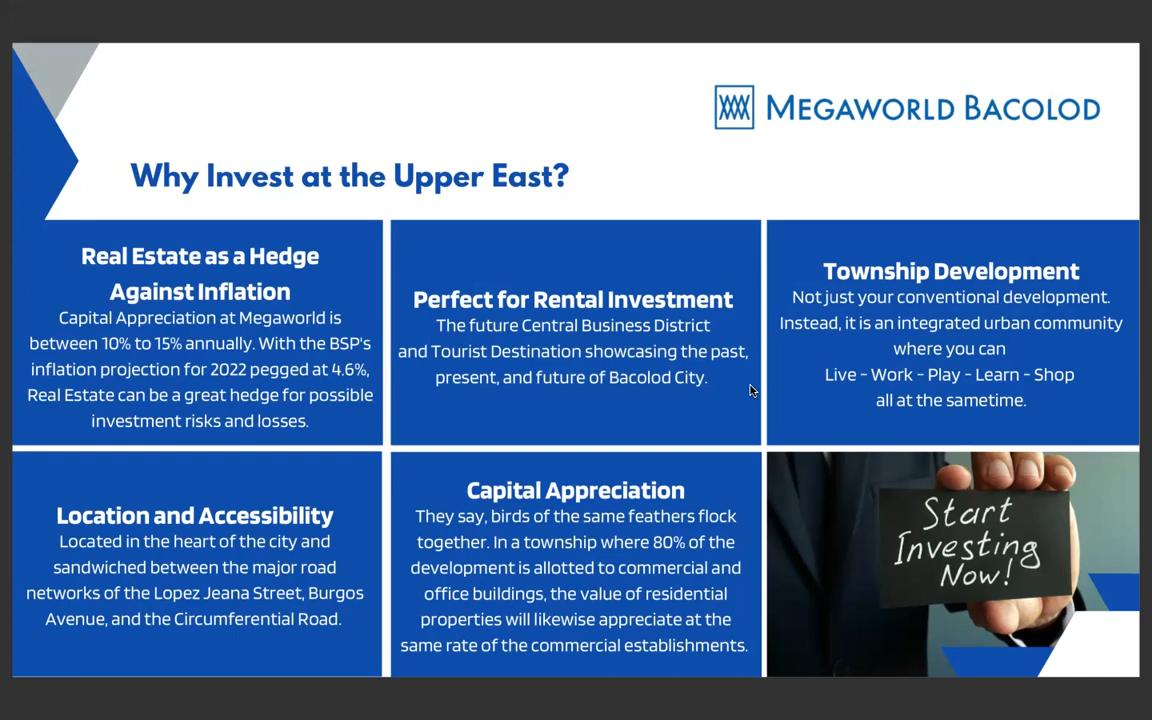 MEGAWORLD BACOLOD
Why Invest at the Upper East?
Real Estate as a Hedge
Against Inflation
Capital Appreciation at Megaworld is
between 10% to 15% annually. With the BSP's
inflation projection for 2022 pegged at 4.6%,
Real Estate can be a great hedge for possible
investment risks and losses.
Perfect for Rental Investment
The future Central Business District
and Tourist Destination showcasing the past,
present, and future of Bacolod City.
Township Development
Not just your conventional development.
Instead, it is an integrated urban community
where you can
Live - Work - Play - Learn - Shop
all at the sametime.
Location and Accessibility
Located in the heart of the city and
sandwiched between the major road
networks of the Lopez Jeana Street, Burgos
Avenue, and the Circumferential Road.
Capital Appreciation
They say, birds of the same feathers flock
together. In a township where 80% of the
development is allotted to commercial and
office buildings, the value of residential
properties will likewise appreciate at the
same rate of the commercial establishments.
Start
Investing
Now!